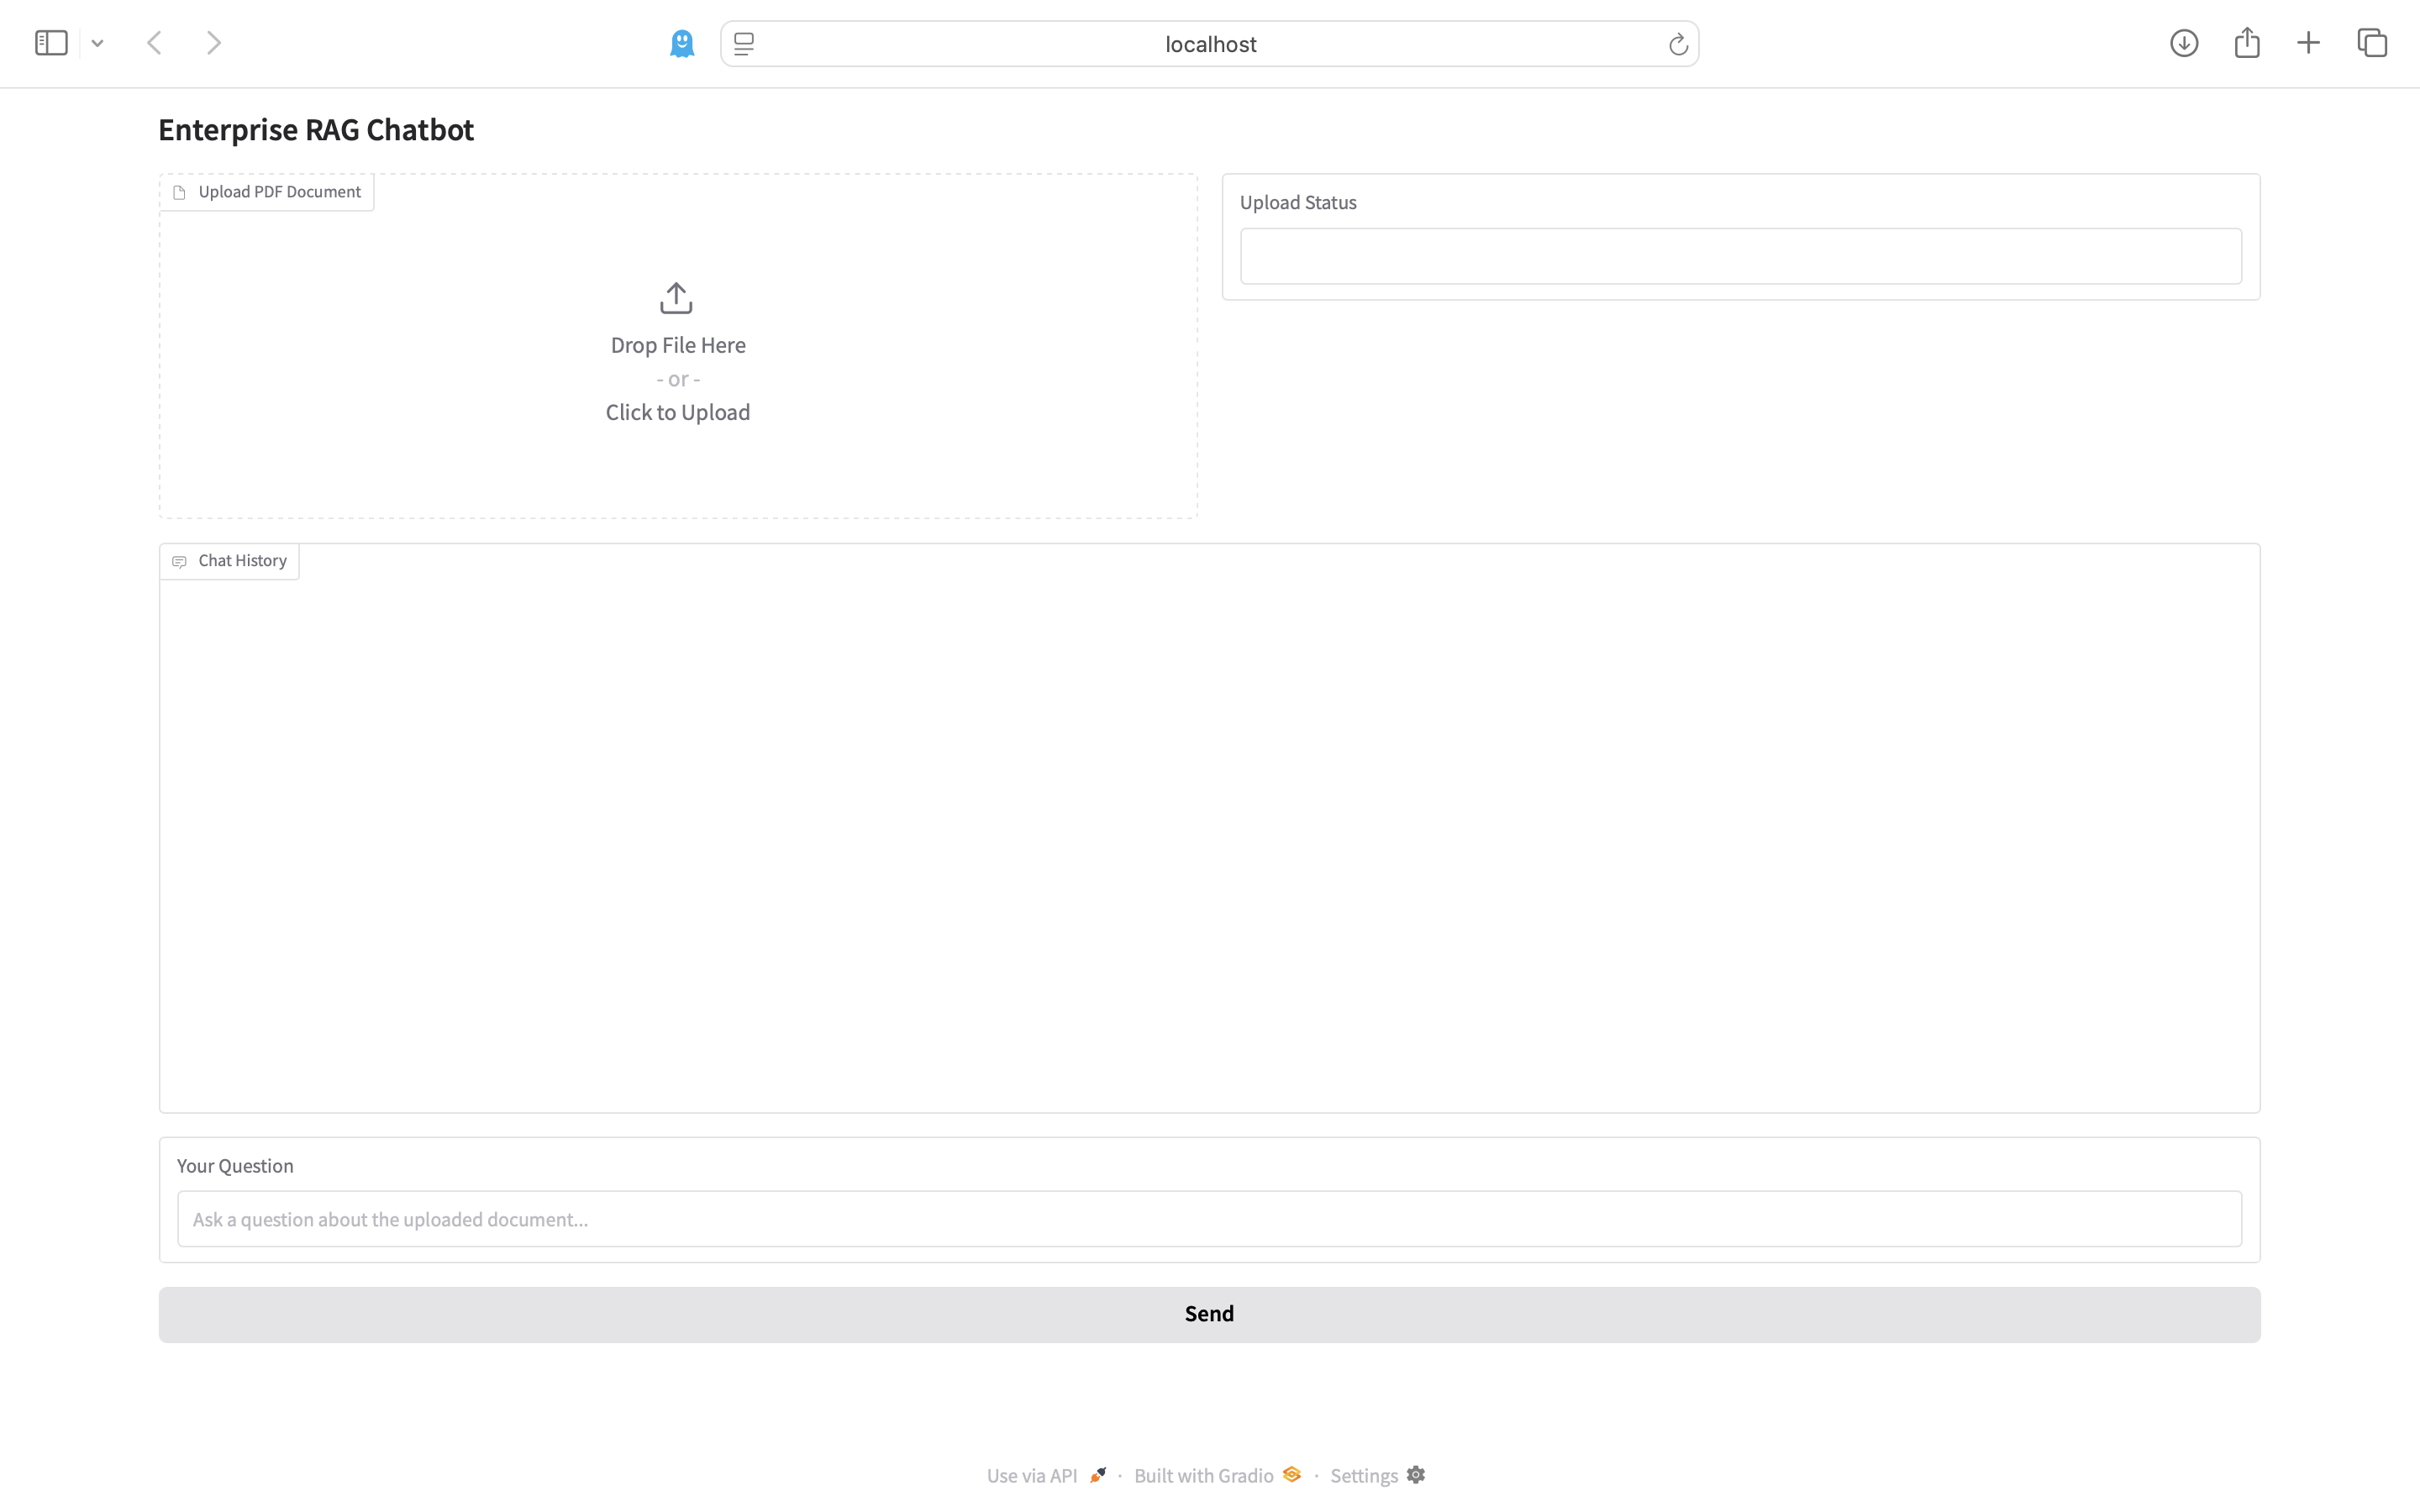 localhost
Enterprise RAG Chatbot
Upload PDF Document
Drop File Here
- or -
Click to Upload
Upload Status
Chat History
Your Question
Ask a question about the uploaded document...
Send
Use via API · Built with Gradio · Settings